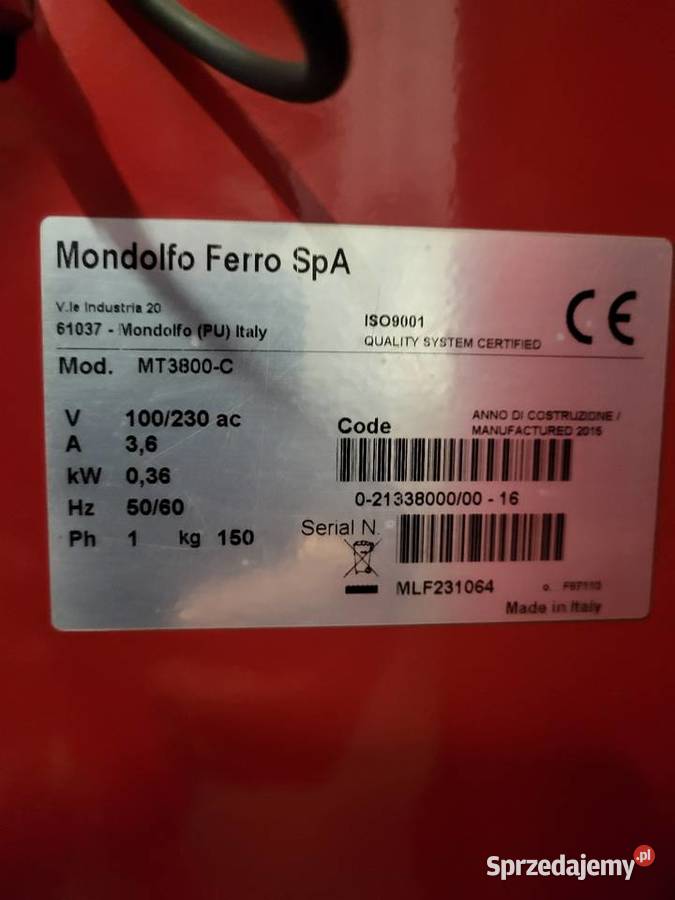 Mondolfo Ferro SpA
V.le Industria 20
61037 - Mondolfo (PU) Italy
ISO9001
QUALITY SYSTEM CERTIFIED
CE
Mod. MT3800-C
V 100/230 ac
A 3,6
kW 0,36
Hz 50/60
Ph 1 kg 150
Code
ANNO DI COSTRUZIONE /
MANUFACTURED 2015
0-21338000/00 - 16
Serial N.
MLF231064
Made in Italy
Sprzedajemy.pl